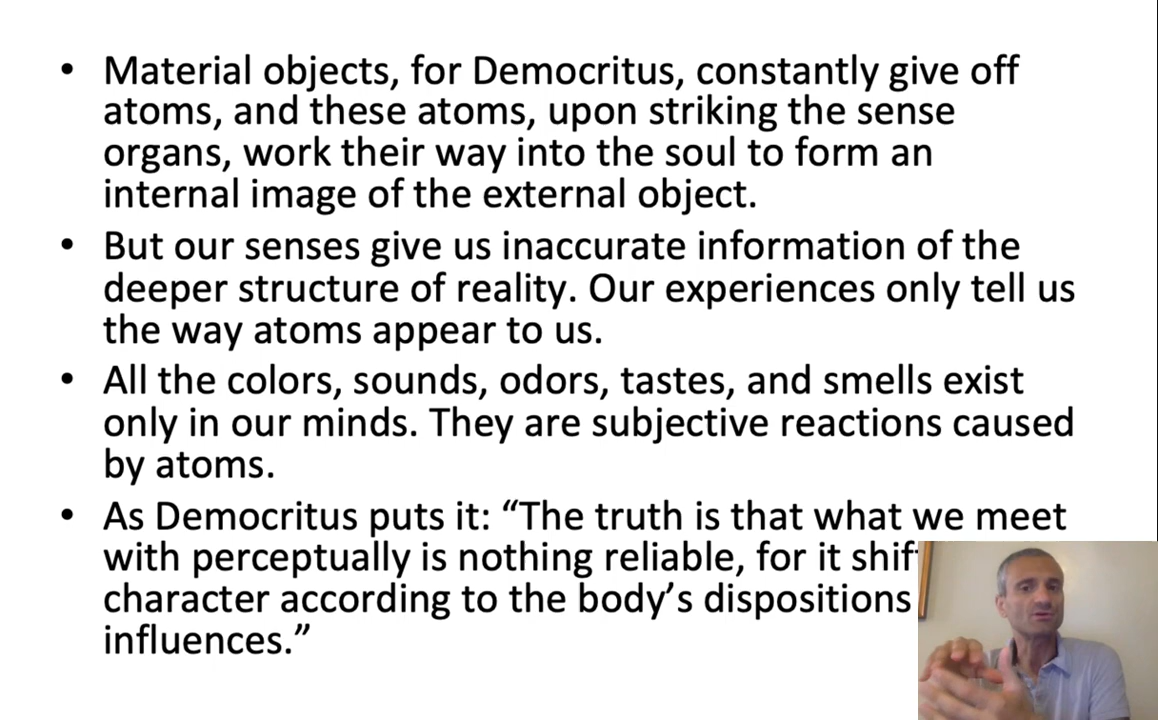 • Material objects, for Democritus, constantly give off
atoms, and these atoms, upon striking the sense
organs, work their way into the soul to form an
internal image of the external object.
• But our senses give us inaccurate information of the
deeper structure of reality. Our experiences only tell us
the way atoms appear to us.
• All the colors, sounds, odors, tastes, and smells exist
only in our minds. They are subjective reactions caused
by atoms.
• As Democritus puts it: “The truth is that what we meet
with perceptually is nothing reliable, for it
character according to the body’s dispositions
influences.”